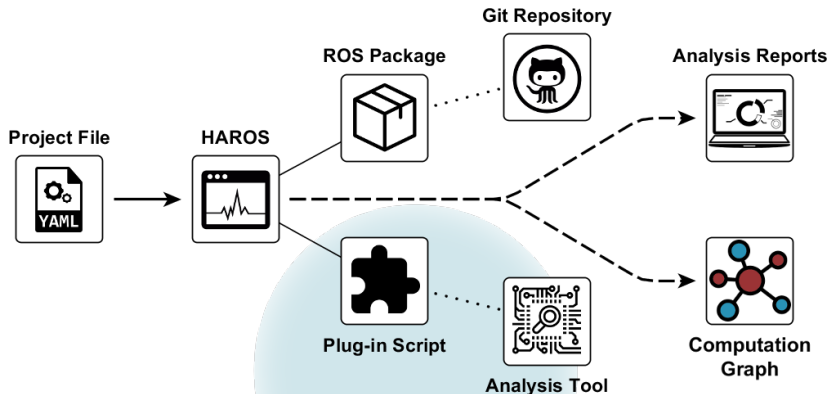 Git Repository
ROS Package
Analysis Reports
Project File
HAROS
YAML
Plug-in Script
Computation
Graph
Analysis Tool